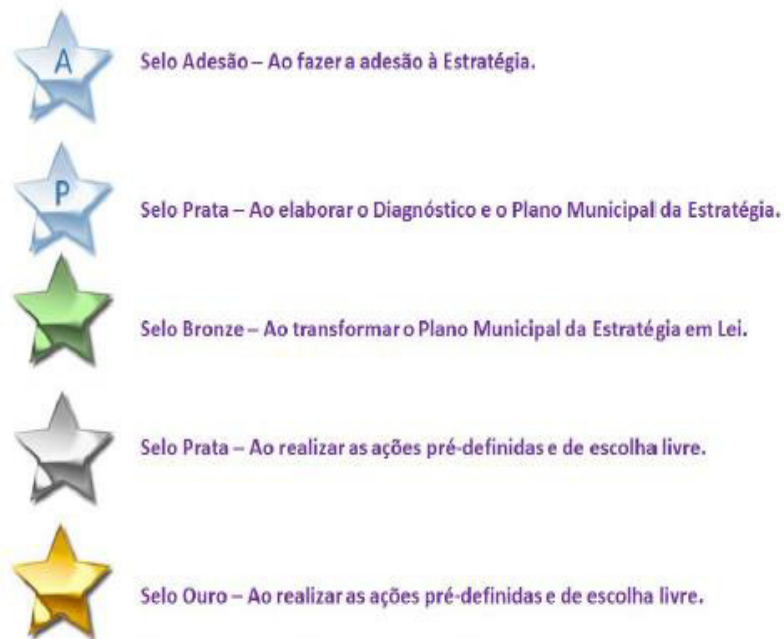 A
Selo Adesão – Ao fazer a adesão à Estratégia.
P
Selo Prata – Ao elaborar o Diagnóstico e o Plano Municipal da Estratégia.
Selo Bronze – Ao transformar o Plano Municipal da Estratégia em Lei.
Selo Prata – Ao realizar as ações pré-definidas e de escolha livre.
Selo Ouro – Ao realizar as ações pré-definidas e de escolha livre.